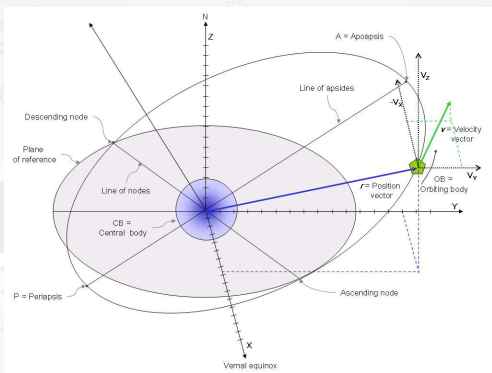 N
Z
A = Apoapsis
Vz
Line of apsides
-Vx
Descending node
v = Velocity
vector
Plane
of reference
Line of nodes
r = Position
vector
OB =
Orbiting body
VY
CB =
Central body
Y
P = Periapsis
Ascending node
X
Vernal equinox